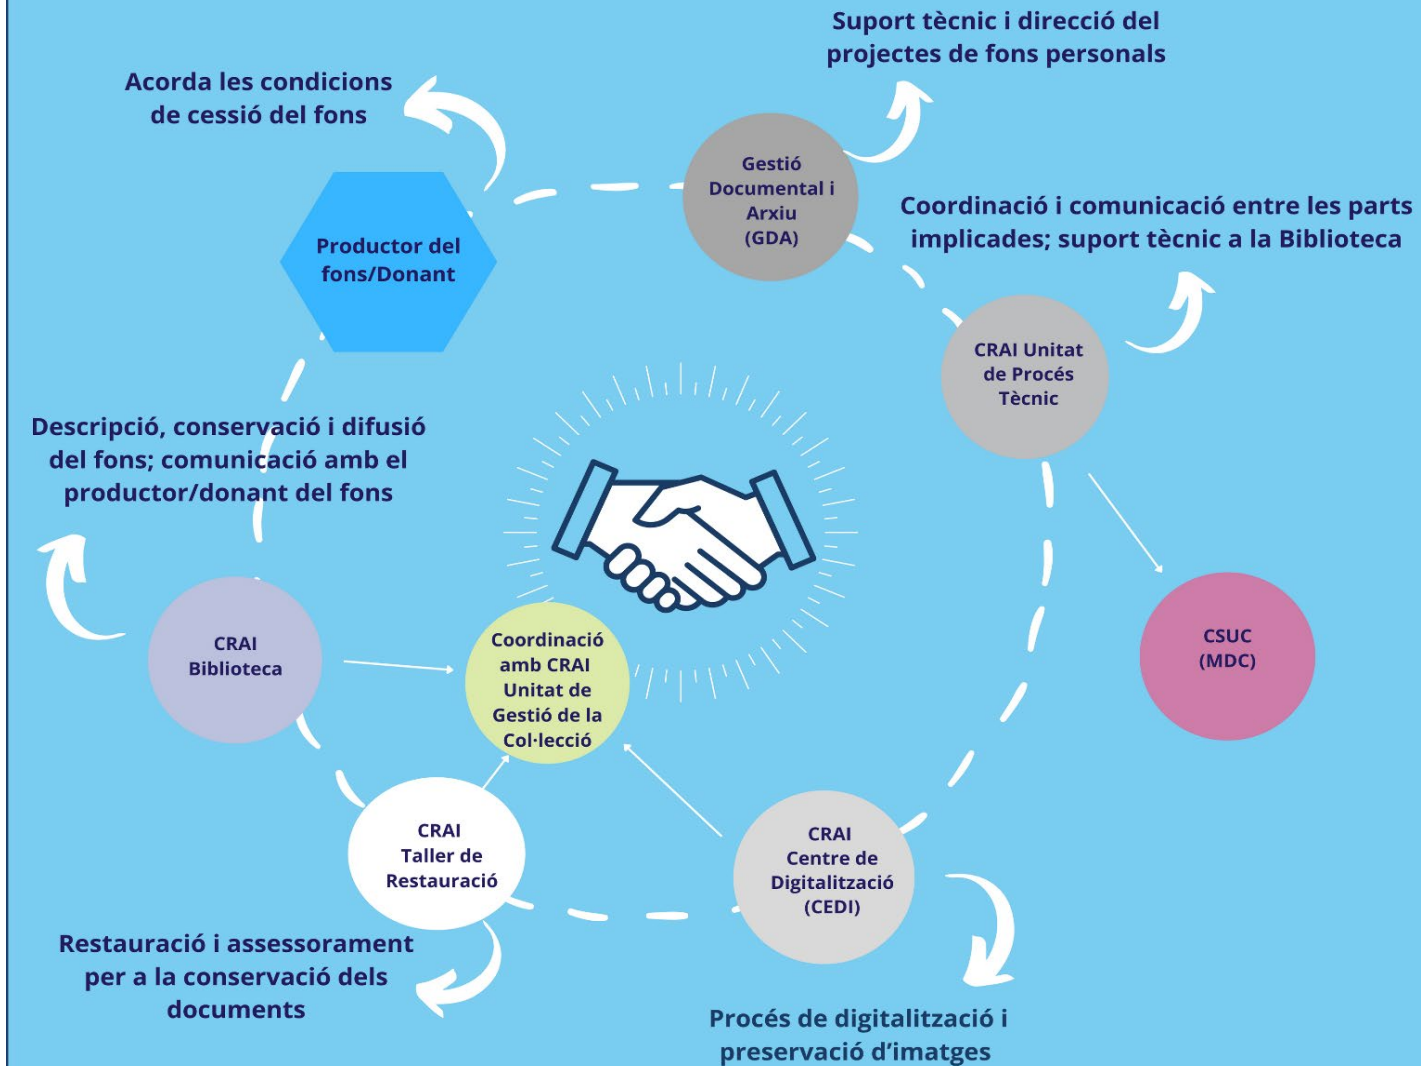 Suport tècnic i direcció del
projectes de fons personals
Acorda les condicions
de cessió del fons
Gestió
Documental i
Arxiu
(GDA)
Coordinació i comunicació entre les parts
implicades; suport tècnic a la Biblioteca
Productor del
fons/Donant
CRAI Unitat
de Procés
Tècnic
Descripció, conservació i difusió
del fons; comunicació amb el
productor/donant del fons
CRAI
Biblioteca
Coordinació
amb CRAI
Unitat de
Gestió de la
Col·lecció
CSUC
(MDC)
CRAI
Taller de
Restauració
CRAI
Centre de
Digitalització
(CEDI)
Restauració i assessorament
per a la conservació dels
documents
Procés de digitalització i
preservació d’imatges